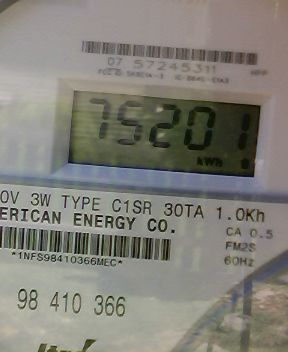 07 57245311
75201
kWh
0V 3W TYPE C1SR 30TA 1.0Kh
ERICAN ENERGY CO.
CA 0.5
FM2S
*1NFS98410366MEC*
60Hz
98 410 366